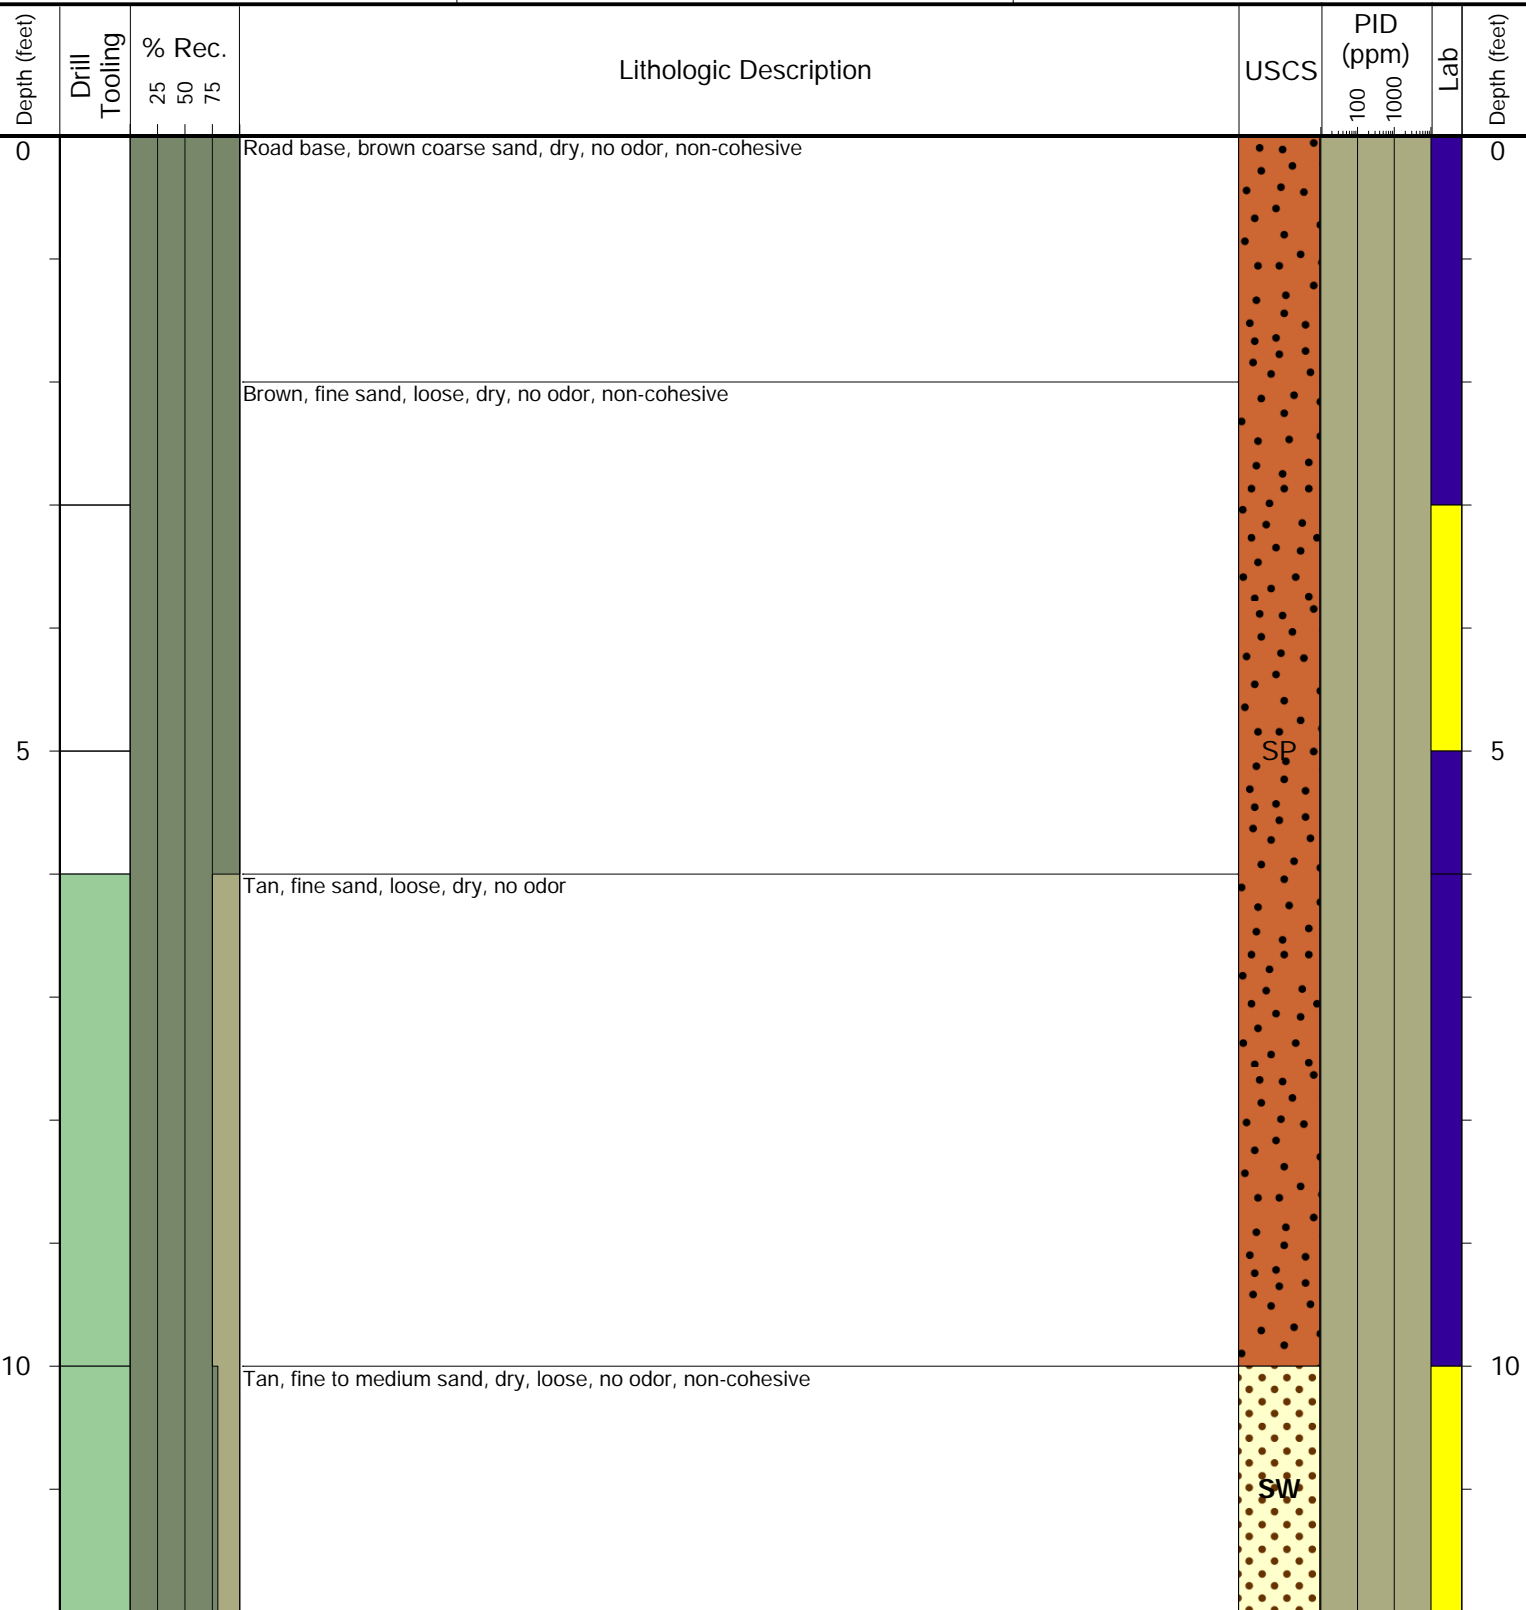 Depth (feet)
Drill
Tooling
% Rec.
25
50
75
Lithologic Description
USCS
PID
(ppm)
100
1000
Lab
Depth (feet)
0
Road base, brown coarse sand, dry, no odor, non-cohesive
0
Brown, fine sand, loose, dry, no odor, non-cohesive
5
SP
5
Tan, fine sand, loose, dry, no odor
10
Tan, fine to medium sand, dry, loose, no odor, non-cohesive
10
SW